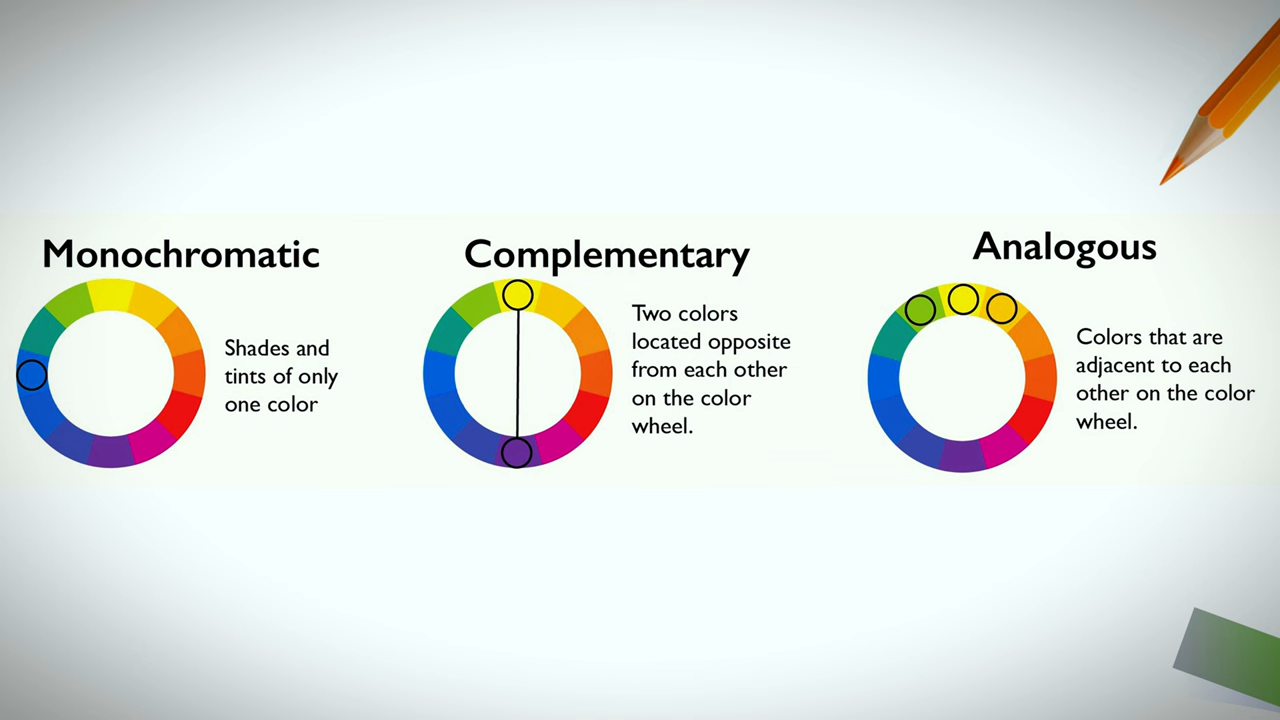 Monochromatic
Shades and
tints of only
one color
Complementary
Two colors
located opposite
from each other
on the color
wheel.
Analogous
Colors that are
adjacent to each
other on the color
wheel.